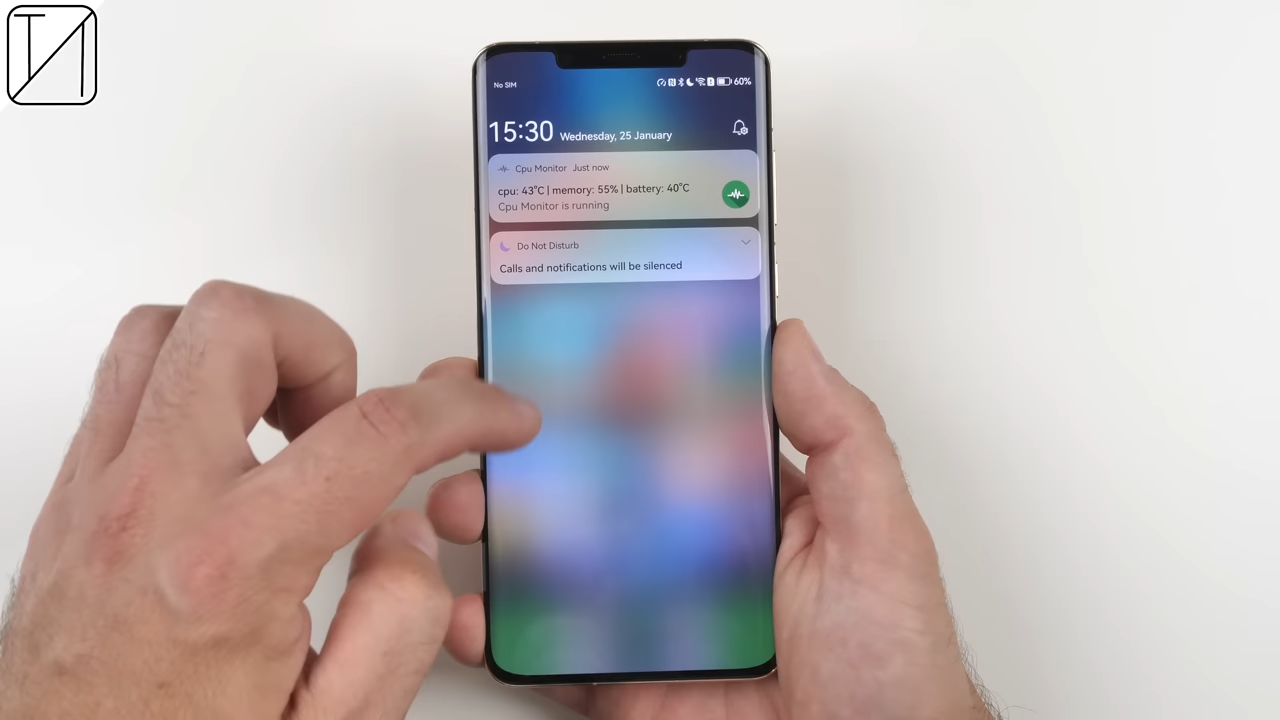 No SIM
60%
15:30 Wednesday, 25 January
Cpu Monitor Just now
cpu: 43°C | memory: 55% | battery: 40°C
Cpu Monitor is running
Do Not Disturb
Calls and notifications will be silenced